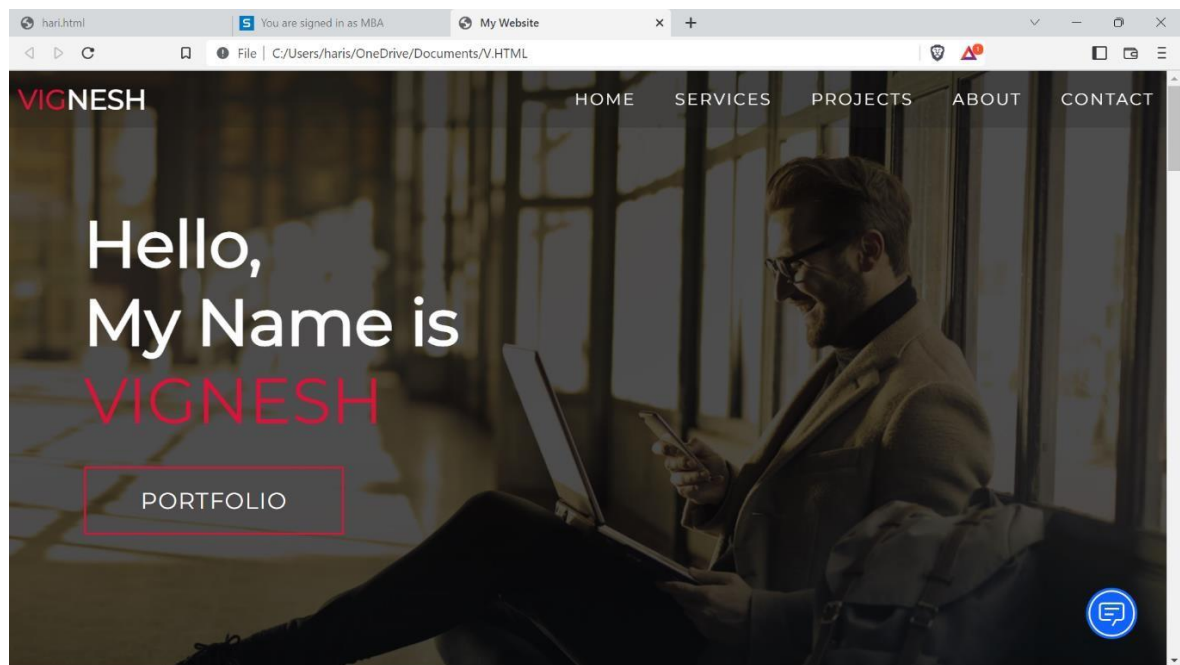 hari.html
S You are signed in as MBA
My Website
File | C:/Users/haris/OneDrive/Documents/V.HTML
VIGNESH
HOME SERVICES PROJECTS ABOUT CONTACT
Hello,
My Name is
VIGNESH
PORTFOLIO